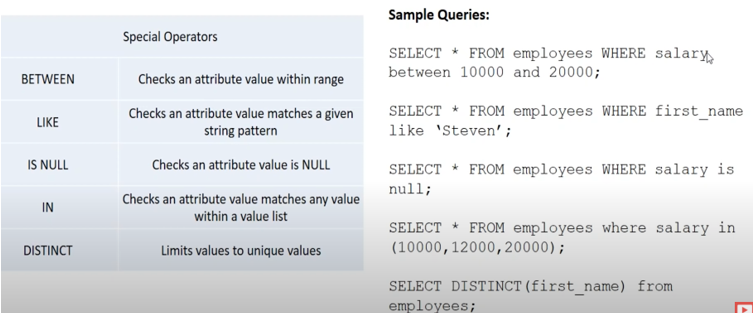 Special Operators
BETWEEN
Checks an attribute value within range
LIKE
Checks an attribute value matches a given
string pattern
IS NULL
Checks an attribute value is NULL
IN
Checks an attribute value matches any value
within a value list
DISTINCT
Limits values to unique values
Sample Queries:
SELECT * FROM employees WHERE salary
between 10000 and 20000;
SELECT * FROM employees WHERE first_name
like ‘Steven’;
SELECT * FROM employees WHERE salary is
null;
SELECT * FROM employees where salary in
(10000,12000,20000);
SELECT DISTINCT(first_name) from
employees;